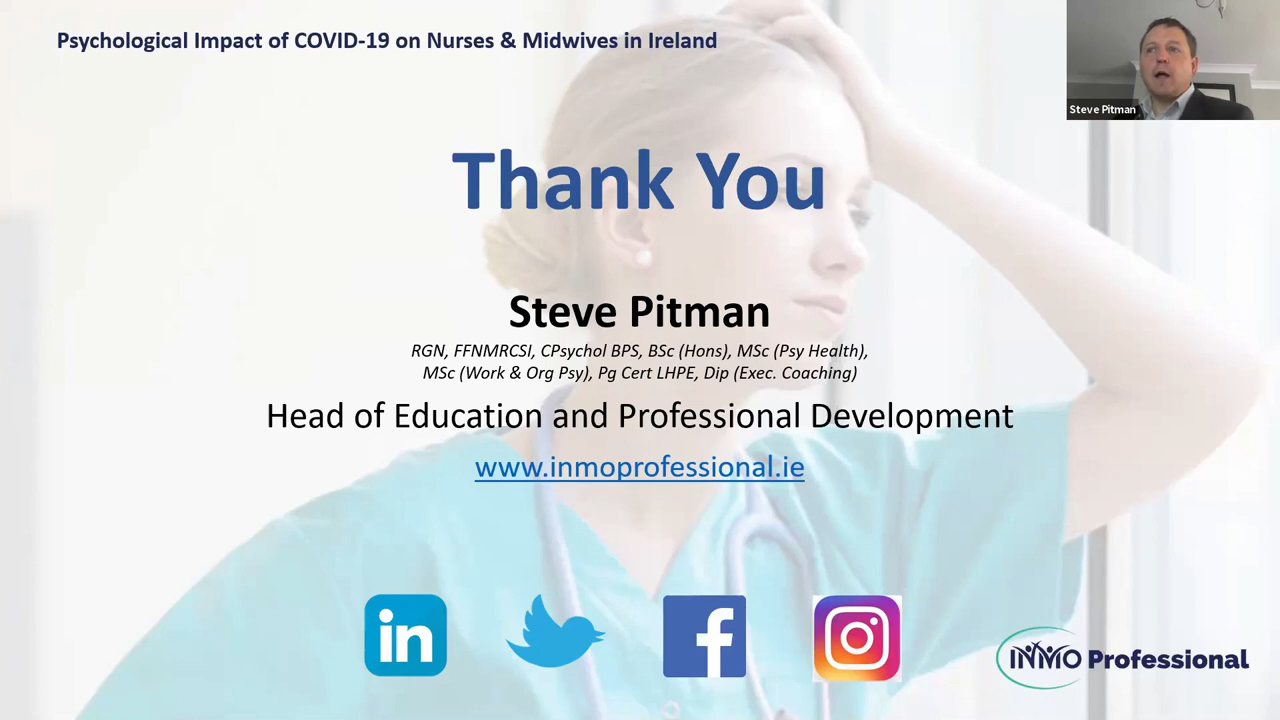 Psychological Impact of COVID-19 on Nurses & Midwives in Ireland
Steve Pitman
Thank You
Steve Pitman
RGN, FFNMRCSI, CPsychol BPS, BSc (Hons), MSc (Psy Health),
MSc (Work & Org Psy), Pg Cert LHPE, Dip (Exec. Coaching)
Head of Education and Professional Development
www.inmoprofessional.ie
in
f
INMO Professional